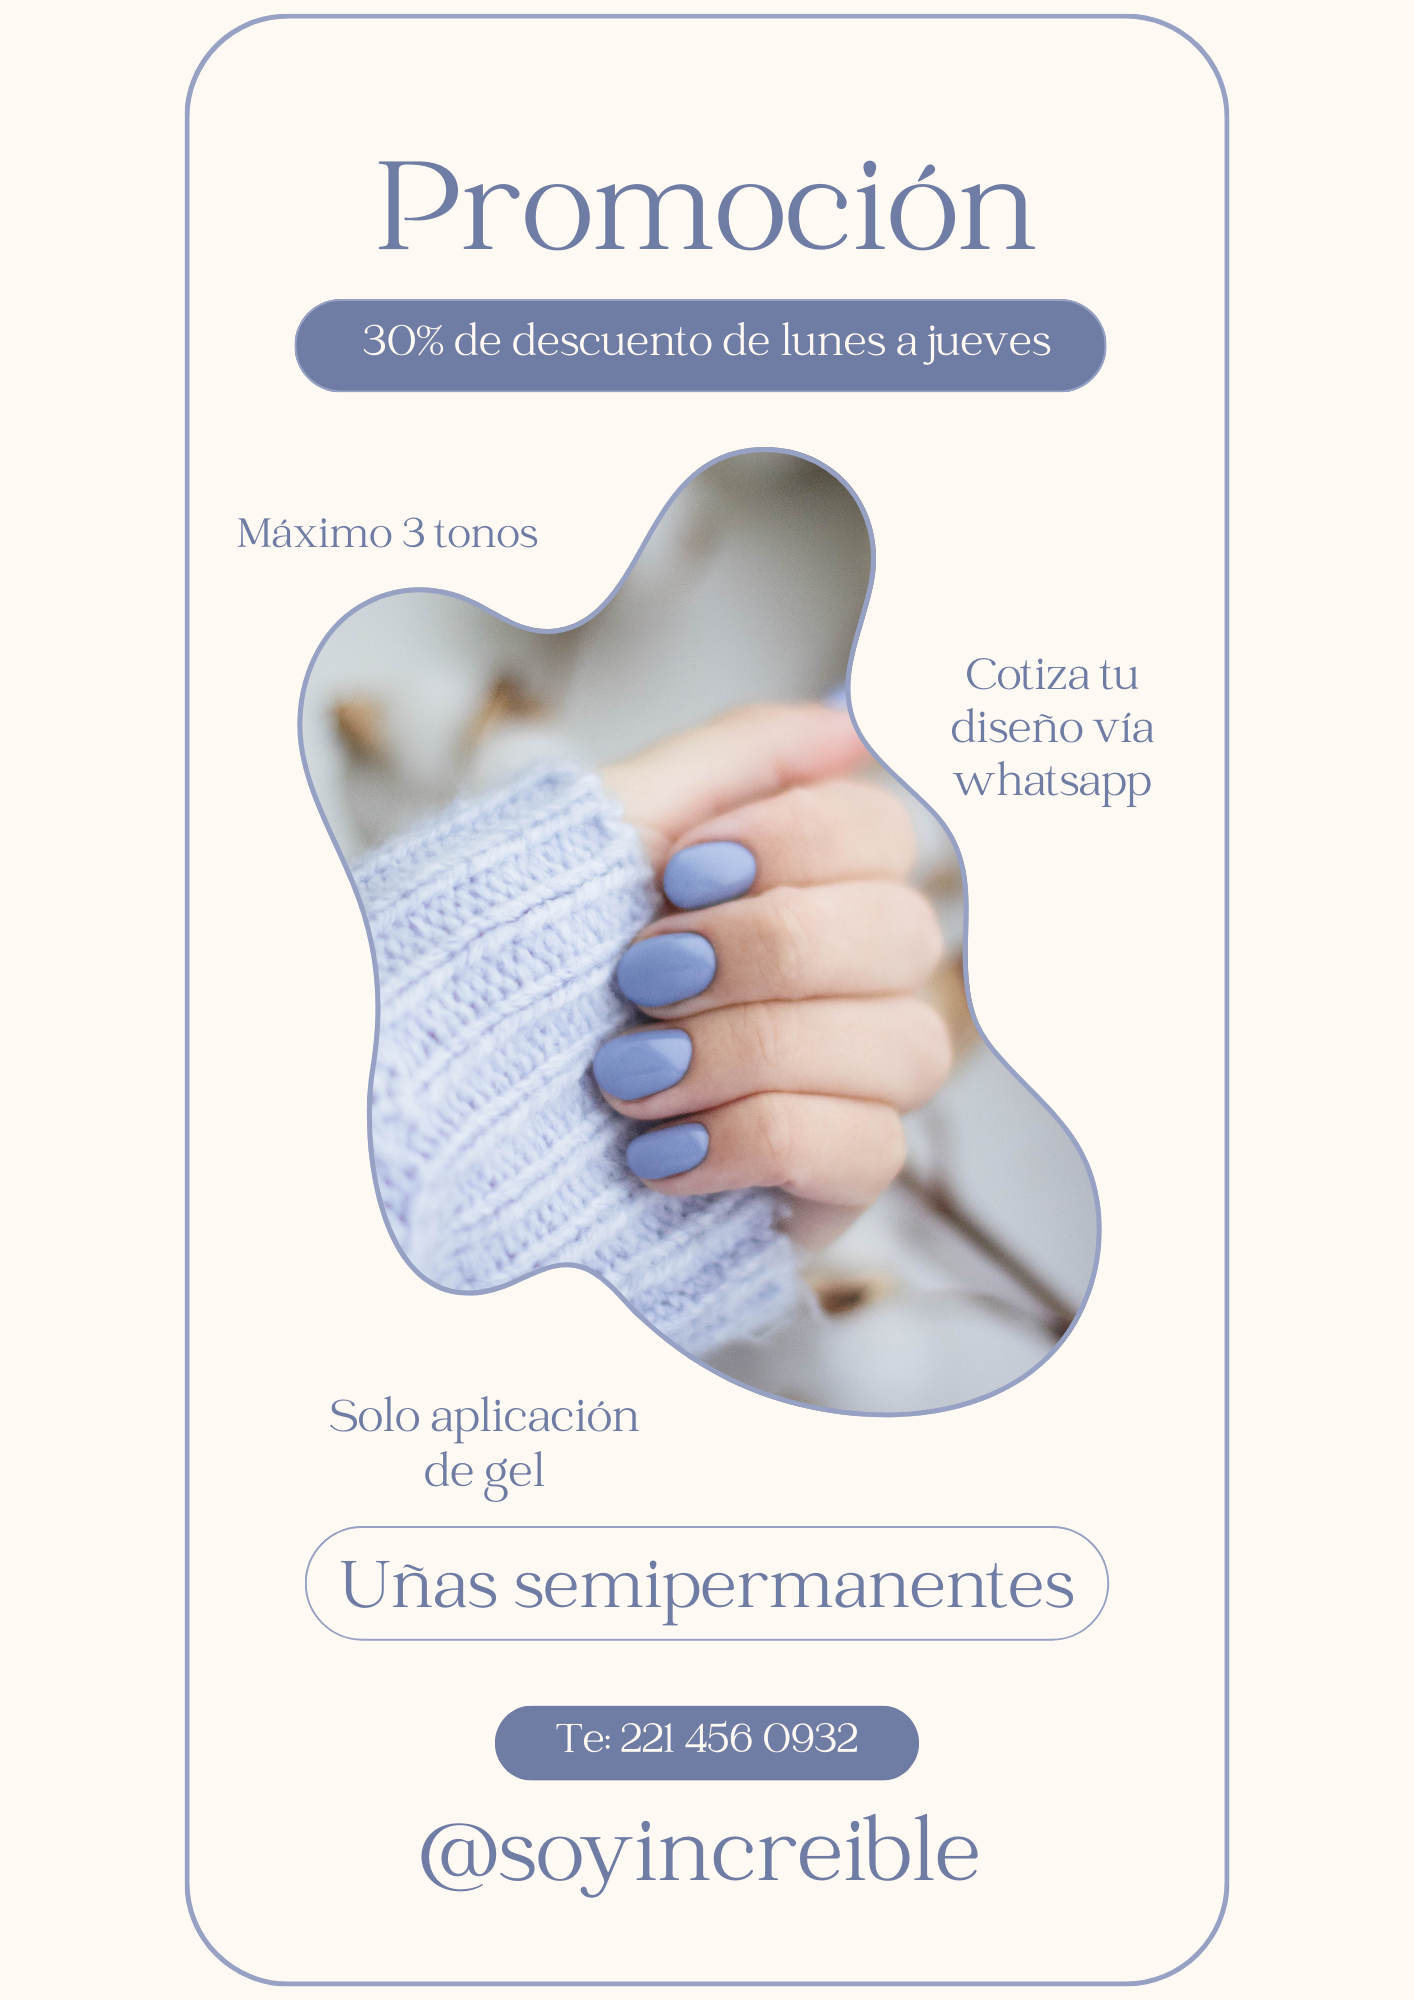 Promoción
30% de descuento de lunes a jueves
Máximo 3 tonos
Cotiza tu
diseño vía
whatsapp
Solo aplicación
de gel
Uñas semipermanentes
Te: 221 456 0932
@soyincreible